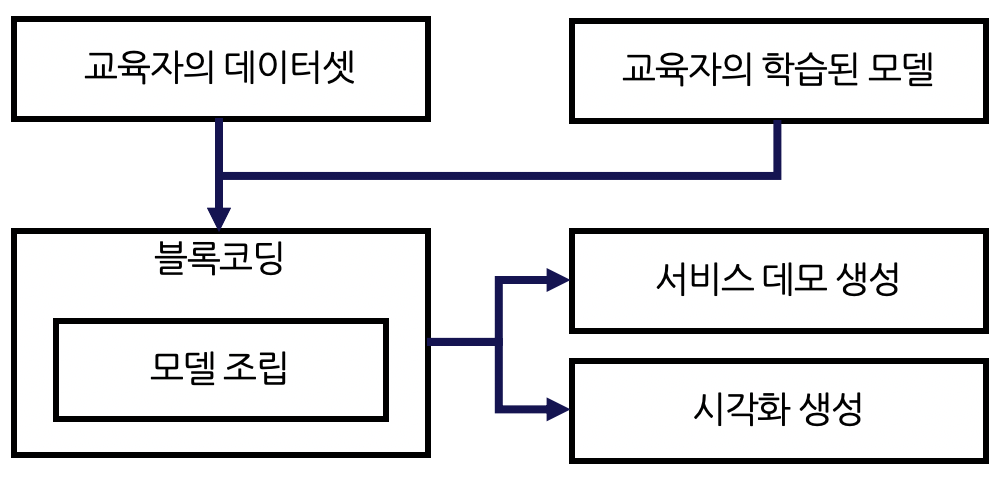 교육자의 데이터셋
교육자의 학습된 모델
블록코딩
모델 조립
서비스 데모 생성
시각화 생성